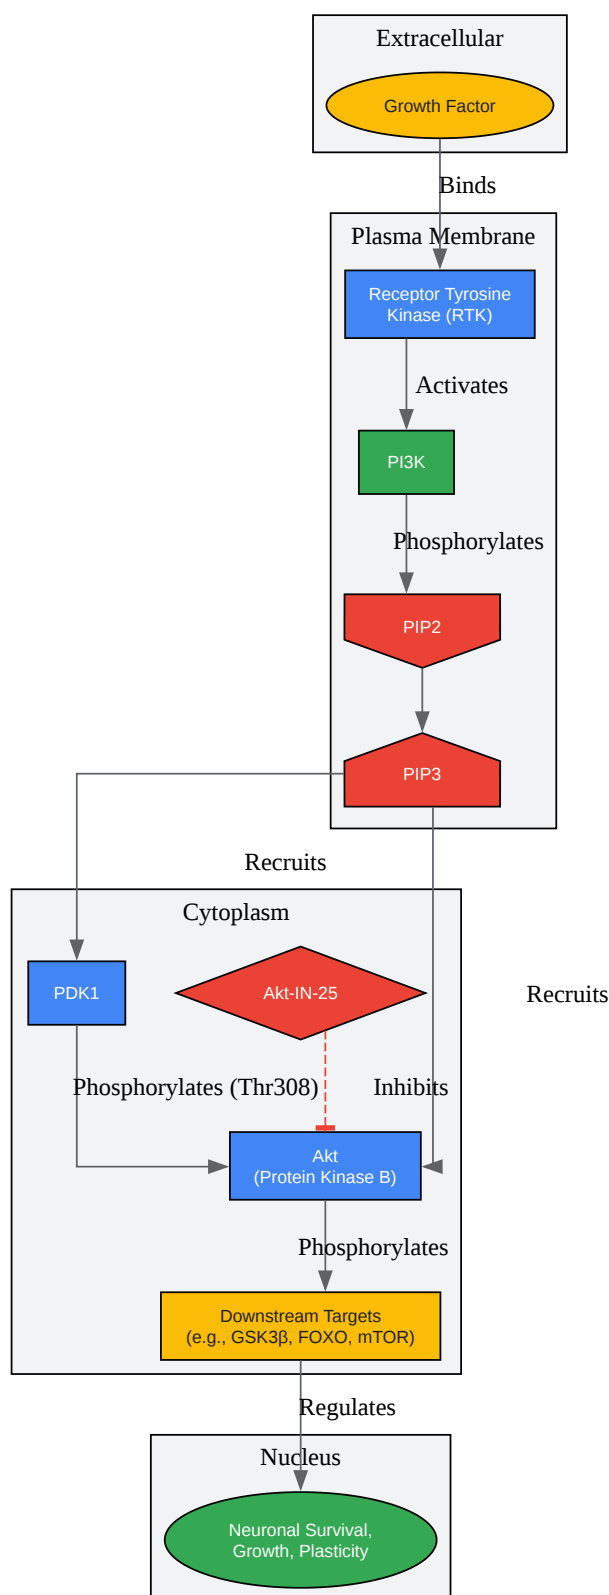 Extracellular
Growth Factor
Binds
Plasma Membrane
Receptor Tyrosine
Kinase (RTK)
Activates
PI3K
Phosphorylates
PIP2
PIP3
Recruits
Cytoplasm
PDK1
Akt-IN-25
Recruits
Phosphorylates (Thr308)
Inhibits
Akt
(Protein Kinase B)
Phosphorylates
Downstream Targets
(e.g., GSK3β, FOXO, mTOR)
Regulates
Nucleus
Neuronal Survival,
Growth, Plasticity